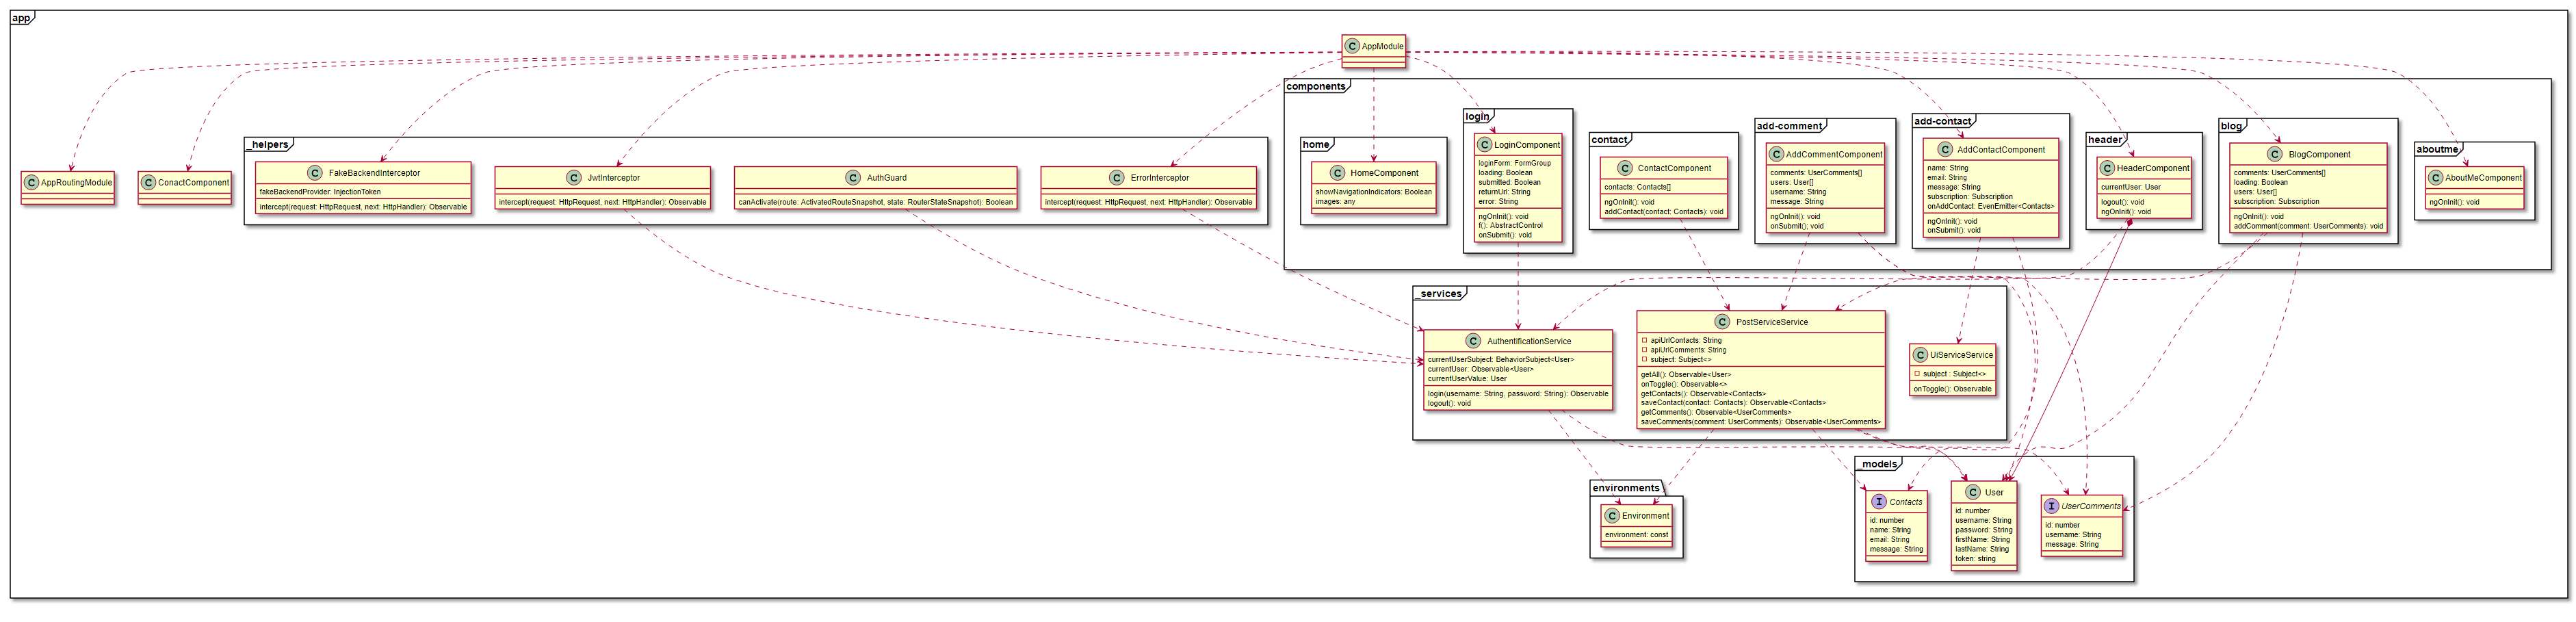 app
AppModule
components
_helpers
home
login
contact
add-comment
add-contact
header
blog
aboutme
AppRoutingModule
ConactComponent
FakeBackendInterceptor
fakeBackendProvider: InjectionToken
intercept(request: HttpRequest, next: HttpHandler): Observable
JwtInterceptor
intercept(request: HttpRequest, next: HttpHandler): Observable
AuthGuard
canActivate(route: ActivatedRouteSnapshot, state: RouterStateSnapshot): Boolean
ErrorInterceptor
intercept(request: HttpRequest, next: HttpHandler): Observable
HomeComponent
showNavigationIndicators: Boolean
images: any
LoginComponent
loginForm: FormGroup
loading: Boolean
submitted: Boolean
returnUrl: String
error: String
ngOnInit(): void
f(): AbstractControl
onSubmit(): void
ContactComponent
contacts: Contacts[]
ngOnInit(): void
addContact(contact: Contacts): void
AddCommentComponent
comments: UserComments[]
users: User[]
username: String
message: String
ngOnInit(): void
onSubmit(): void
AddContactComponent
name: String
email: String
message: String
subscription: Subscription
onAddContact: EvenEmitter<Contacts>
ngOnInit(): void
onSubmit(): void
HeaderComponent
currentUser: User
logout(): void
ngOnInit(): void
BlogComponent
comments: UserComments[]
loading: Boolean
users: User[]
subscription: Subscription
ngOnInit(): void
addComment(comment: UserComments): void
AboutMeComponent
ngOnInit(): void
_services
AuthentificationService
currentUserSubject: BehaviorSubject<User>
currentUser: Observable<User>
currentUserValue: User
login(username: String, password: String): Observable
logout(): void
PostServiceService
apiUrlContacts: String
apiUrlComments: String
subject: Subject<>
getAll(): Observable<User>
onToggle(): Observable<>
getContacts(): Observable<Contacts>
saveContact(contact: Contacts): Observable<Contacts>
getComments(): Observable<UserComments>
saveComments(comment: UserComments): Observable<UserComments>
UiServiceService
subject : Subject<>
onToggle(): Observable
environments
Environment
environment: const
_models
Contacts
id: number
name: String
email: String
message: String
User
id: number
username: String
password: String
firstName: String
lastName: String
token: string
UserComments
id: number
username: String
message: String